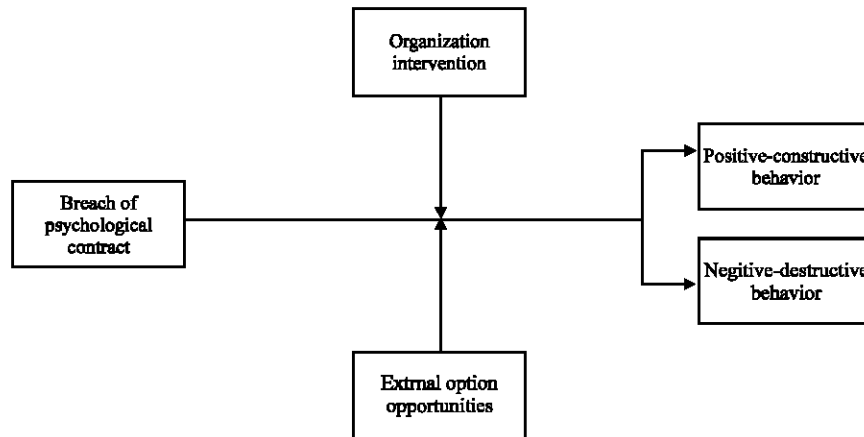 Organization
intervention
Positive-constructive
behavior
Breach of
psychological
contract
Negitive-destructive
behavior
Extrnal option
opportunities